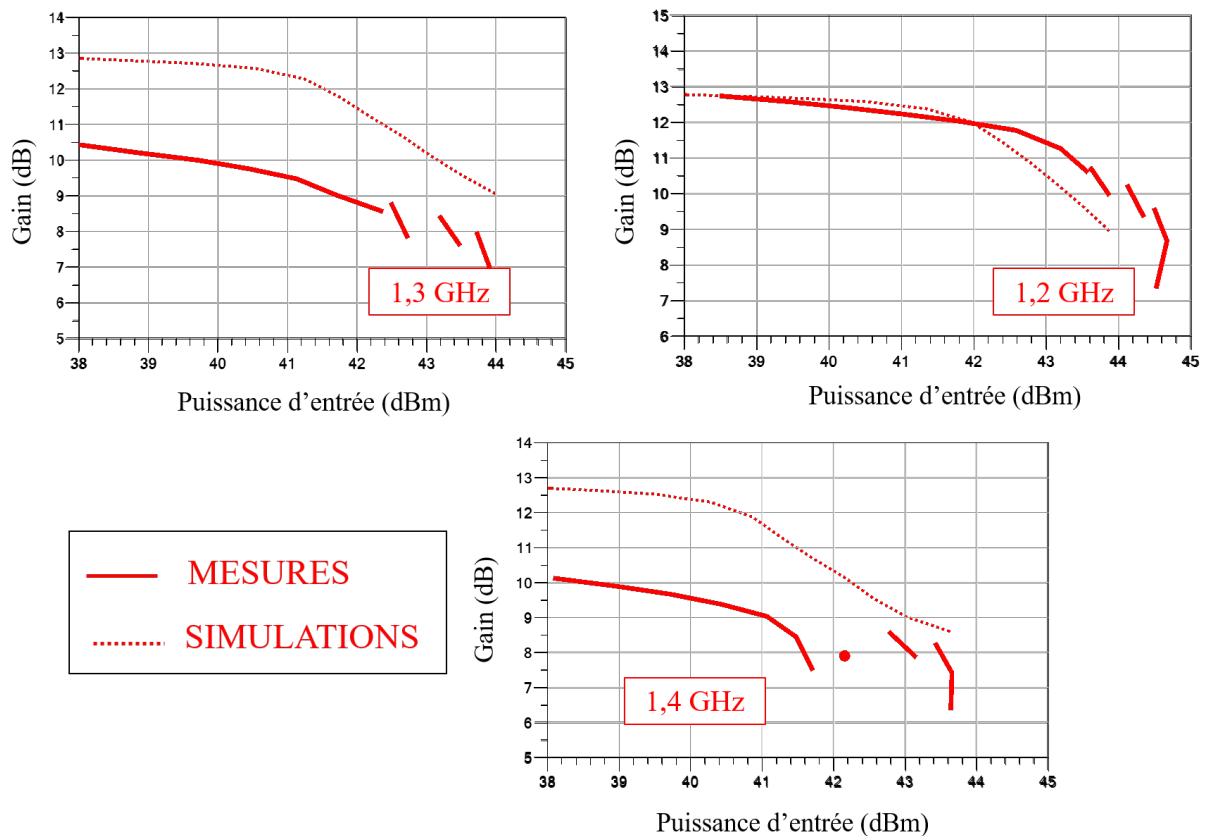 14
13
12
11
10
9
8
7
6
5
38 39 40 41 42 43 44 45
Gain (dB)
Puissance d'entrée (dBm)
1,3 GHz
15
14
13
12
11
10
9
8
7
6
38 39 40 41 42 43 44 45
Gain (dB)
Puissance d'entrée (dBm)
1,2 GHz
MESURES
SIMULATIONS
14
13
12
11
10
9
8
7
6
5
38 39 40 41 42 43 44 45
Gain (dB)
Puissance d'entrée (dBm)
1,4 GHz